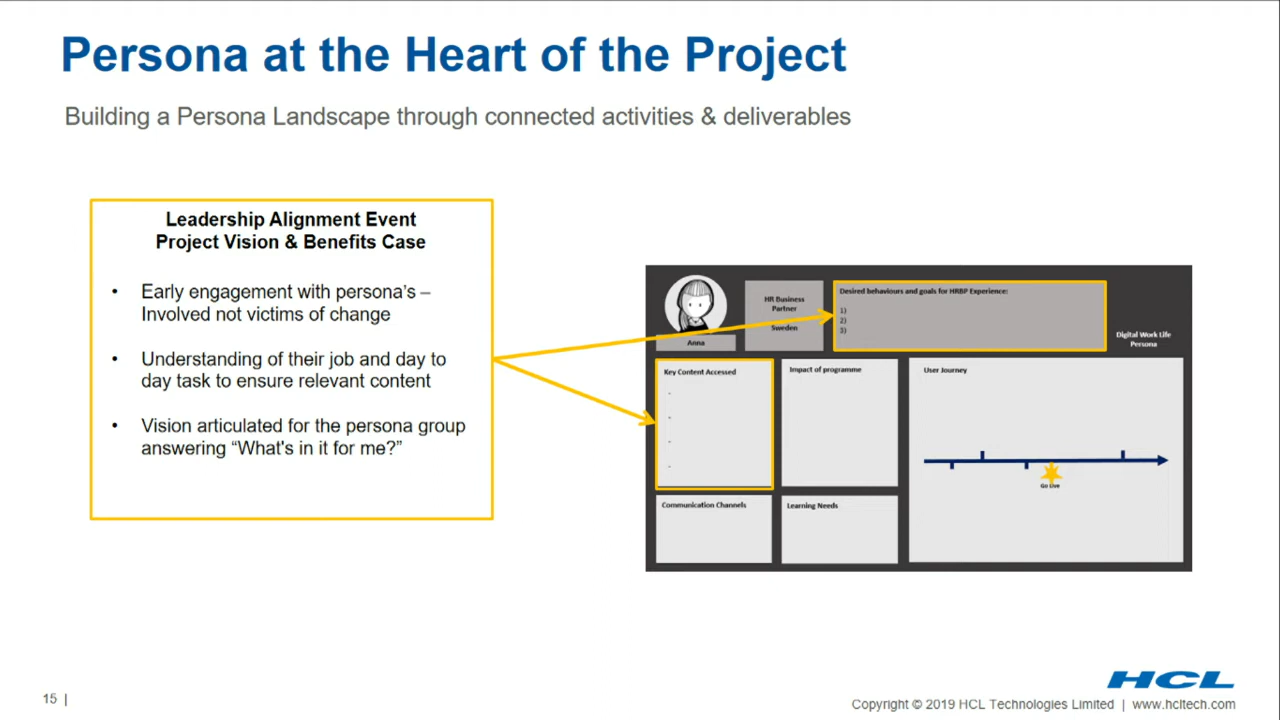 Persona at the Heart of the Project
Building a Persona Landscape through connected activities & deliverables
Leadership Alignment Event
Project Vision & Benefits Case
• Early engagement with persona's –
Involved not victims of change
• Understanding of their job and day to
day task to ensure relevant content
• Vision articulated for the persona group
answering “What's in it for me?”
Anna
HR Business
Partner
Sweden
Desired behaviours and goals for HRBP Experience:
1)
2)
3)
Digital Work Life
Persona
Key Content Accessed
-
-
-
-
Impact of programme
User Journey
Go Live
Communication Channels
Learning Needs
15 |
HCL
Copyright © 2019 HCL Technologies Limited | www.hcltech.com